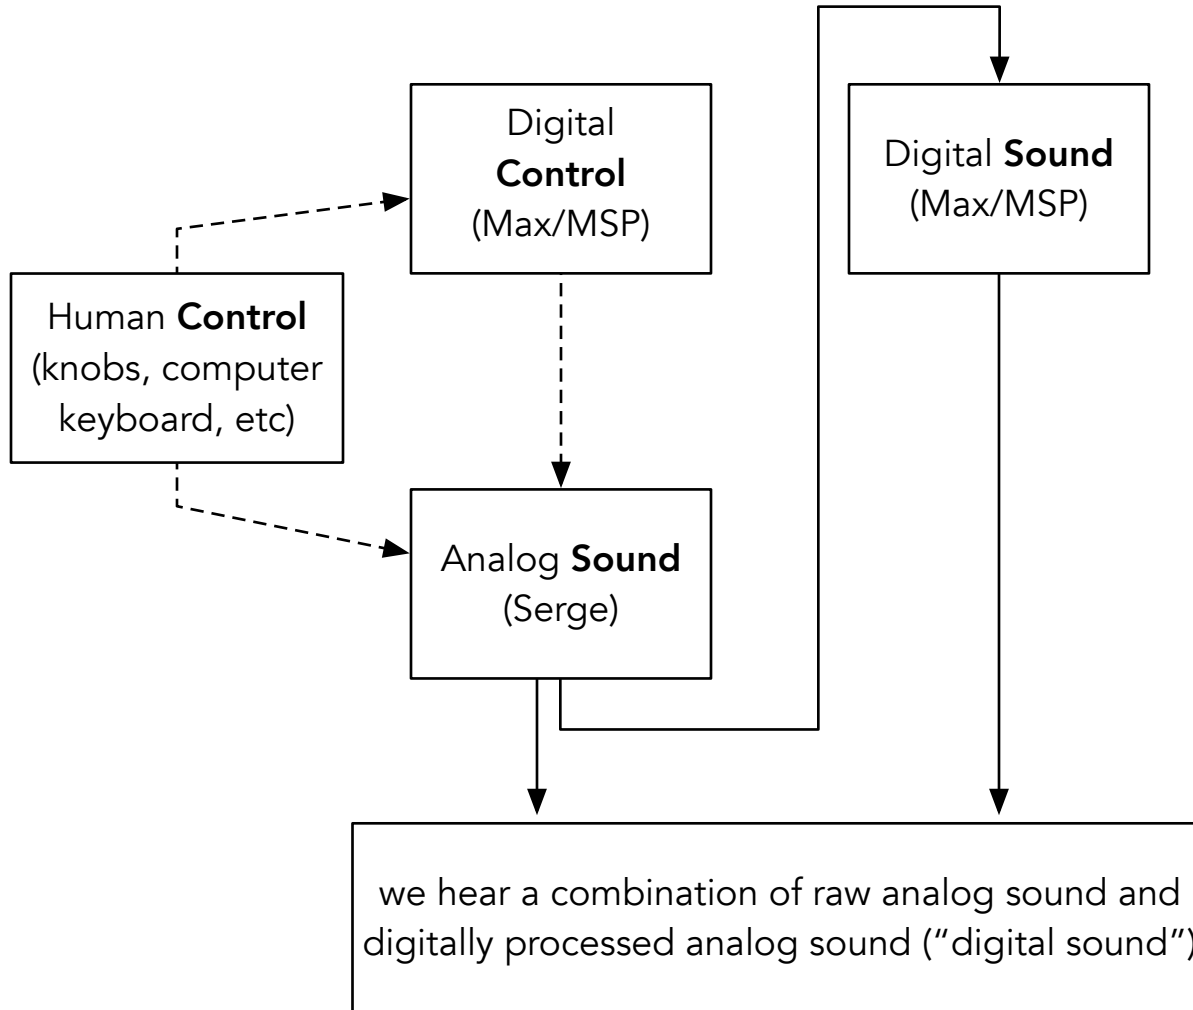 Digital
Control
(Max/MSP)
Digital Sound
(Max/MSP)
Human Control
(knobs, computer
keyboard, etc)
Analog Sound
(Serge)
we hear a combination of raw analog sound and
digitally processed analog sound (“digital sound”)